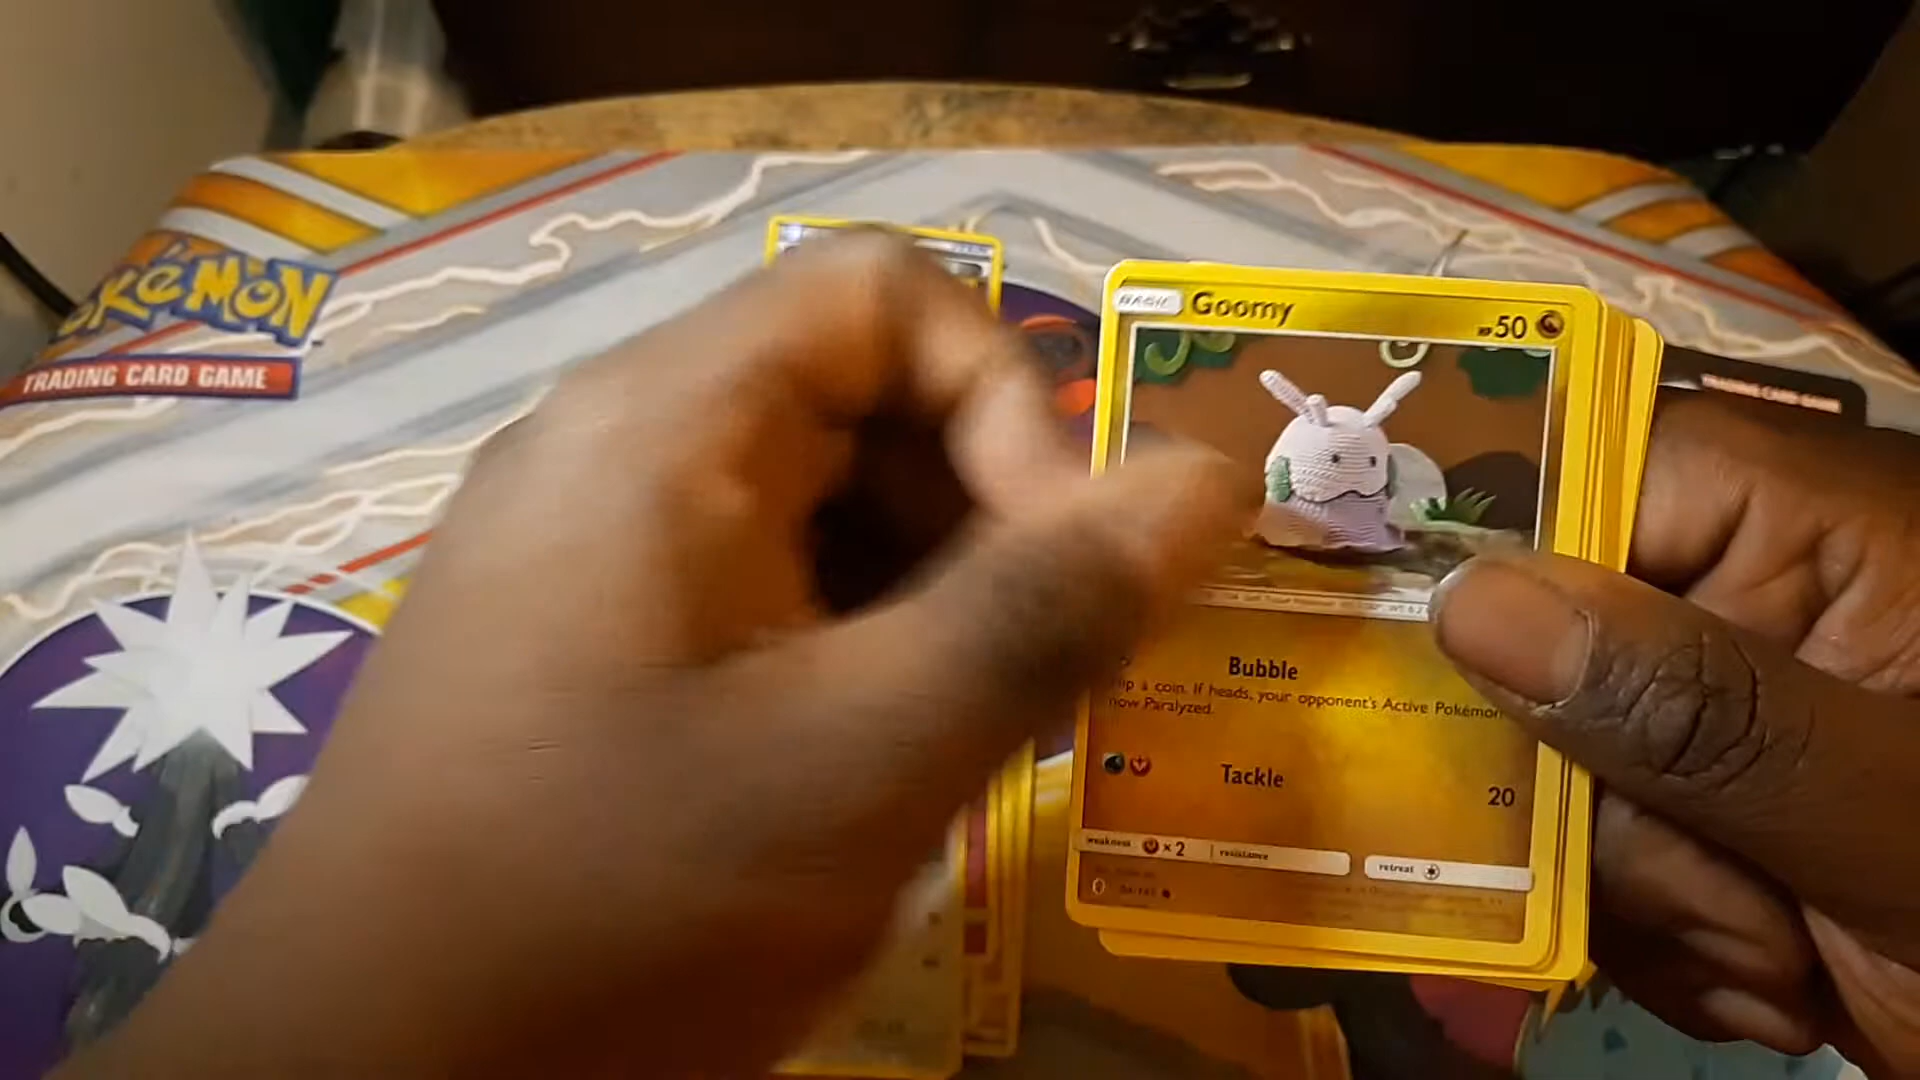 POKéMON
TRADING CARD GAME
TRADING CARD GAME
BASIC Goomy HP50
Bubble
flip a coin. If heads, your opponent's Active Pokémon
now Paralyzed.
Tackle
20
weakness ×2 resistance retreat